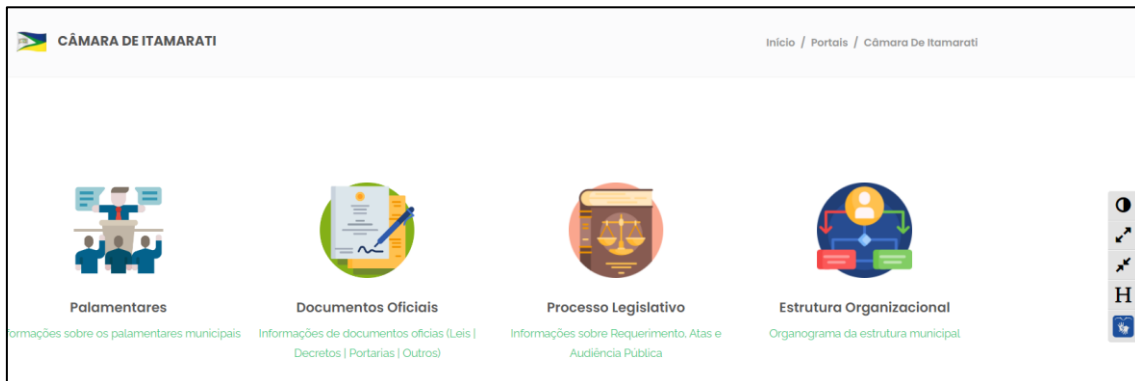 CÂMARA DE ITAMARATI
Início / Portais / Câmara De Itamarati
Palamentares
formações sobre os palamentares municipais
Documentos Oficiais
Informações de documentos oficias (Leis |
Decretos | Portarias | Outros)
Processo Legislativo
Informações sobre Requerimento, Atas e
Audiência Pública
Estrutura Organizacional
Organograma da estrutura municipal
H